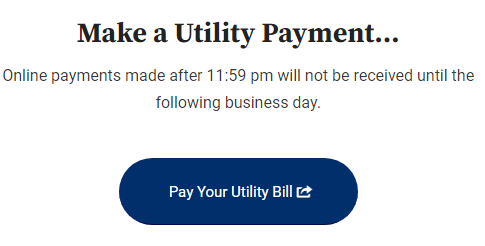 Make a Utility Payment...
Online payments made after 11:59 pm will not be received until the
following business day.
Pay Your Utility Bill